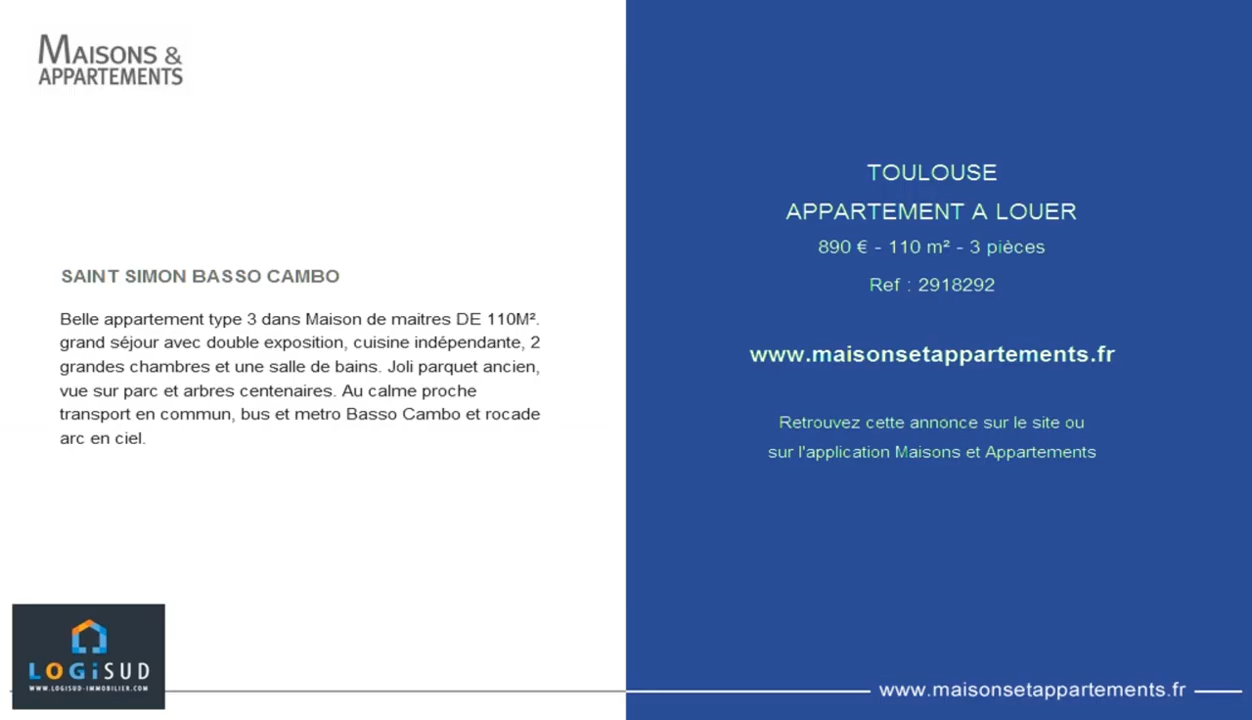 MAISONS &
APPARTEMENTS
SAINT SIMON BASSO CAMBO
Belle appartement type 3 dans Maison de maitres DE 110M².
grand séjour avec double exposition, cuisine indépendante, 2
grandes chambres et une salle de bains. Joli parquet ancien,
vue sur parc et arbres centenaires. Au calme proche
transport en commun, bus et metro Basso Cambo et rocade
arc en ciel.
LOGiSUD
WWW.LOGISUD-IMMOBILIER.COM
TOULOUSE
APPARTEMENT A LOUER
890 € - 110 m² - 3 pièces
Ref : 2918292
www.maisonsetappartements.fr
Retrouvez cette annonce sur le site ou
sur l'application Maisons et Appartements
www.maisonsetappartements.fr